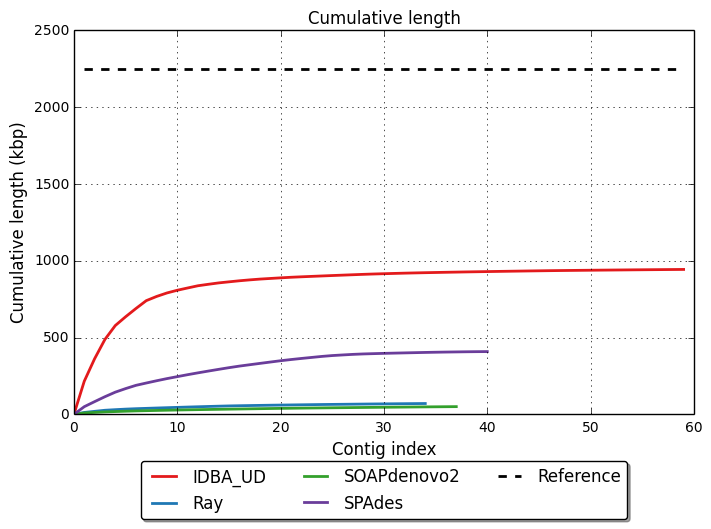 Cumulative length
2500
2000
1500
1000
500
0
Cumulative length (kbp)
0 10 20 30 40 50 60
Contig index
IDBA_UD SOAPdenovo2 Reference
Ray SPAdes